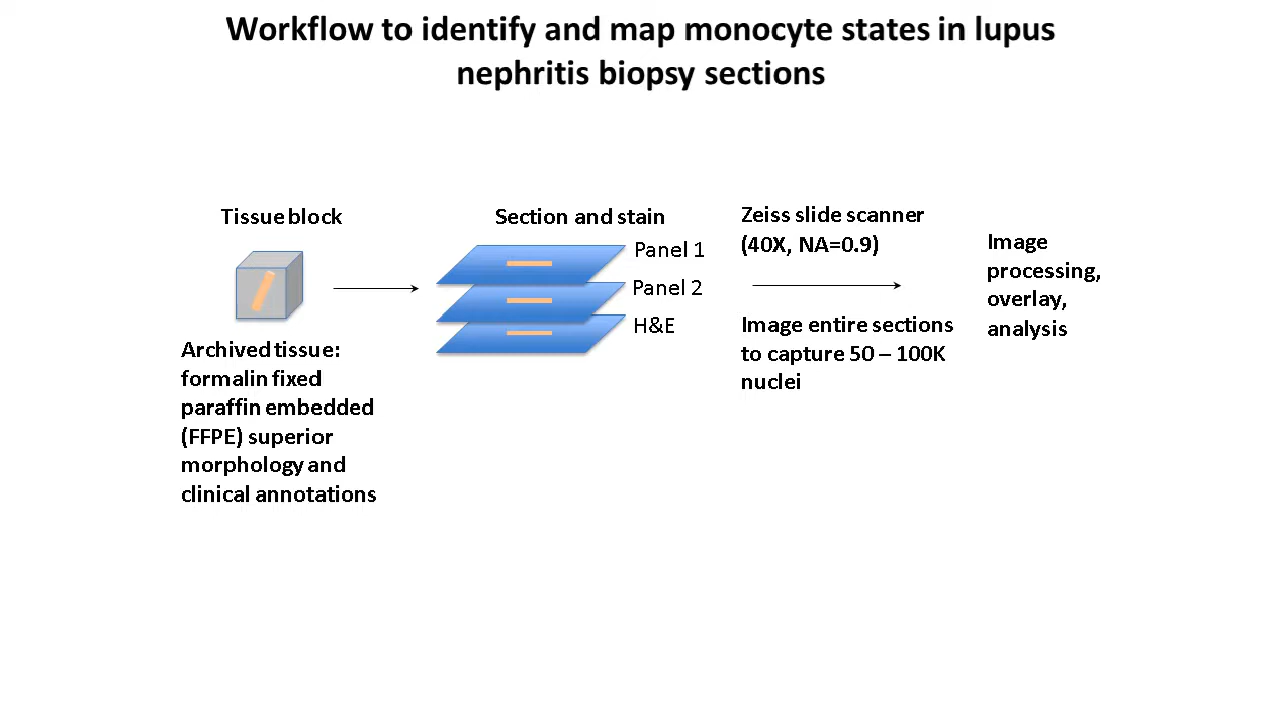 Workflow to identify and map monocyte states in lupus
nephritis biopsy sections
Tissue block
Archived tissue:
formalin fixed
paraffin embedded
(FFPE) superior
morphology and
clinical annotations
Section and stain
Panel 1
Panel 2
H&E
Zeiss slide scanner
(40X, NA=0.9)
Image entire sections
to capture 50 – 100K
nuclei
Image
processing,
overlay,
analysis